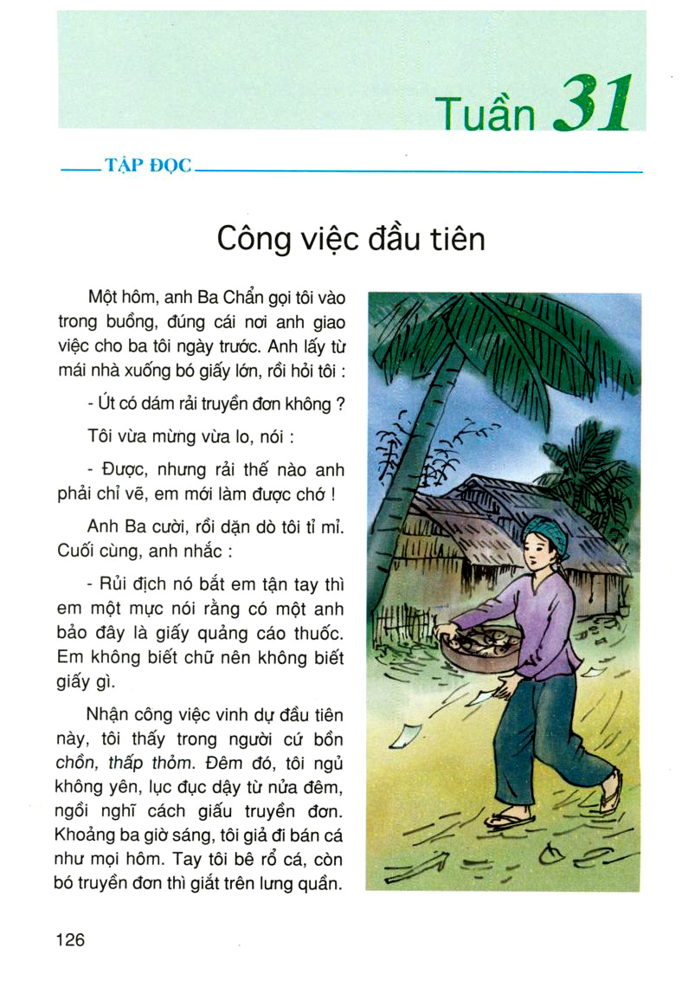 Tuần 31
TẬP ĐỌC
Công việc đầu tiên
Một hôm, anh Ba Chẩn gọi tôi vào
trong buồng, đúng cái nơi anh giao
việc cho ba tôi ngày trước. Anh lấy từ
mái nhà xuống bó giấy lớn, rồi hỏi tôi :
- Út có dám rải truyền đơn không ?
Tôi vừa mừng vừa lo, nói :
- Được, nhưng rải thế nào anh
phải chỉ vẽ, em mới làm được chớ !
Anh Ba cười, rồi dặn dò tôi tỉ mỉ.
Cuối cùng, anh nhắc :
- Rủi địch nó bắt em tận tay thì
em một mực nói rằng có một anh
bảo đây là giấy quảng cáo thuốc.
Em không biết chữ nên không biết
giấy gì.
Nhận công việc vinh dự đầu tiên
này, tôi thấy trong người cứ bồn
chồn, thấp thỏm. Đêm đó, tôi ngủ
không yên, lục đục dậy từ nửa đêm,
ngồi nghĩ cách giấu truyền đơn.
Khoảng ba giờ sáng, tôi giả đi bán cá
như mọi hôm. Tay tôi bê rổ cá, còn
bó truyền đơn thì giắt trên lưng quần.
126